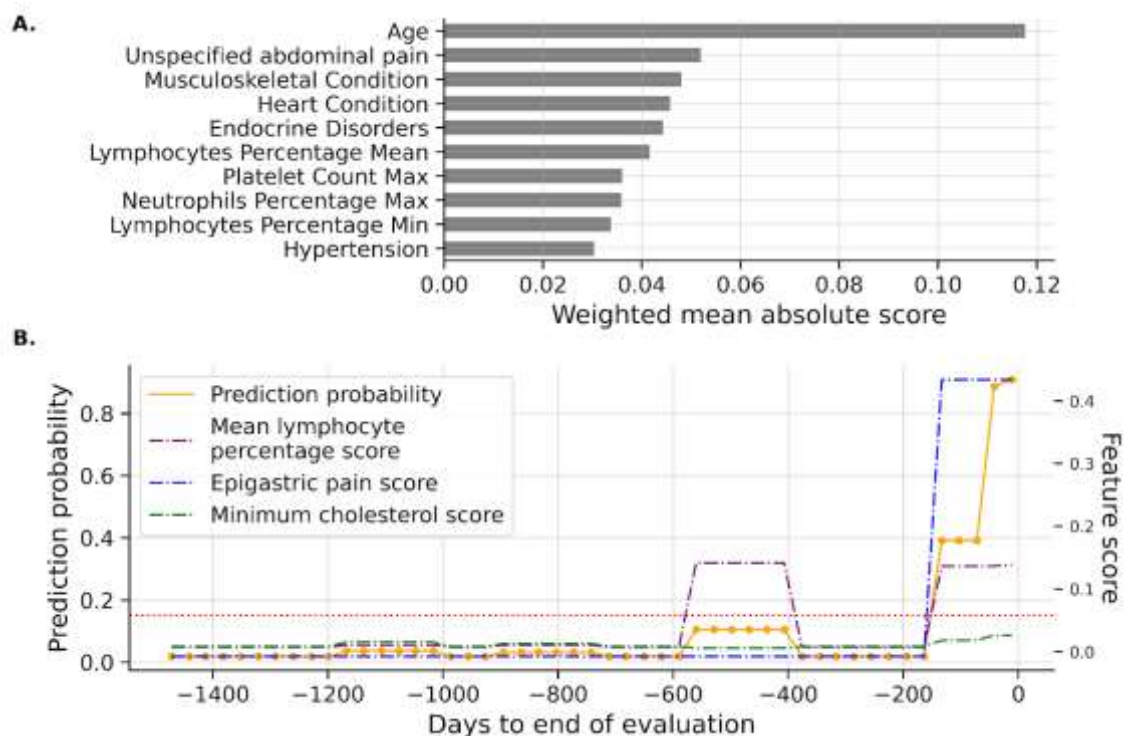 A.
Age
Unspecified abdominal pain
Musculoskeletal Condition
Heart Condition
Endocrine Disorders
Lymphocytes Percentage Mean
Platelet Count Max
Neutrophils Percentage Max
Lymphocytes Percentage Min
Hypertension
0.00 0.02 0.04 0.06 0.08 0.10 0.12
Weighted mean absolute score
B.
Prediction probability
0.8
0.6
0.4
0.2
0.0
Prediction probability
Mean lymphocyte
percentage score
Epigastric pain score
Minimum cholesterol score
0.4
0.3
0.2
0.1
0.0
Feature score
−1400 −1200 −1000 −800 −600 −400 −200 0
Days to end of evaluation